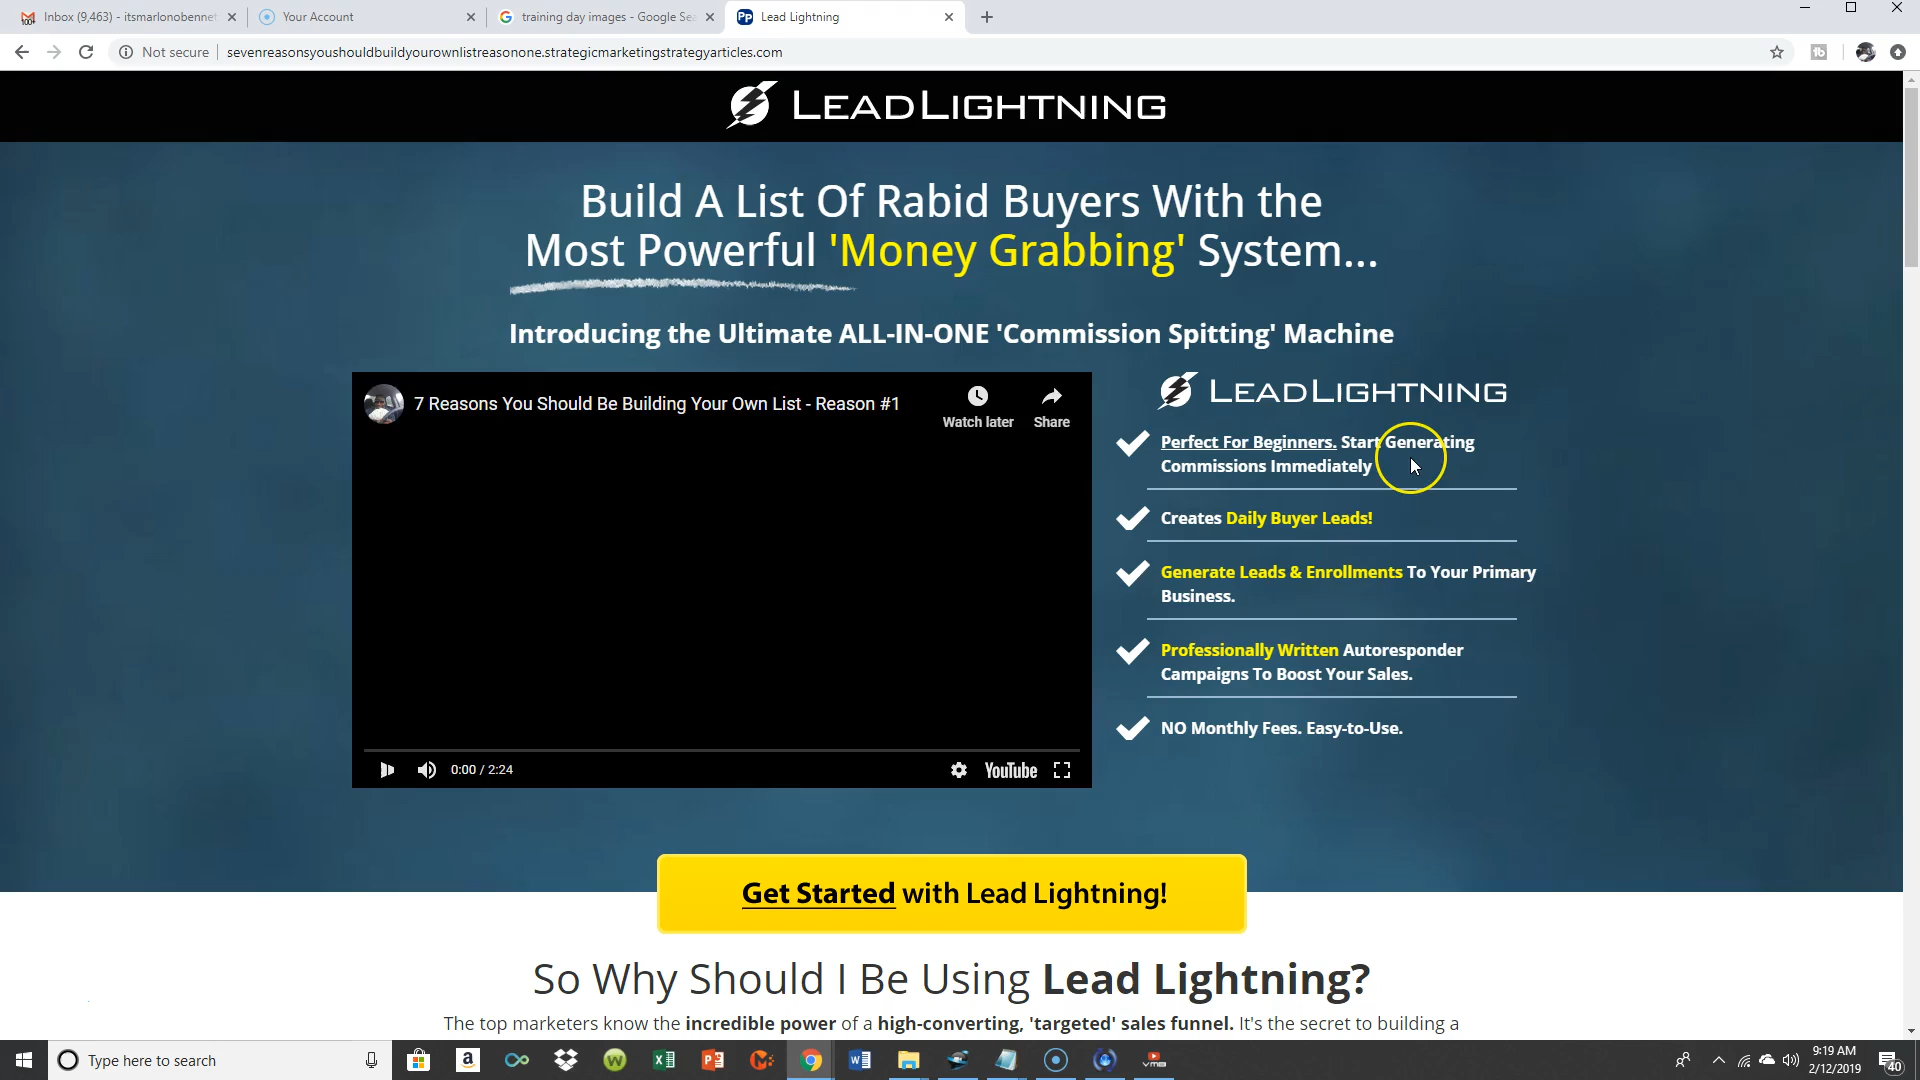 Inbox (9,463) - itsmarlonobennet
Your Account
training day images - Google Sea
Lead Lightning
Not secure
sevenreasonsyoushouldbuildyourownlistreasonone.strategicmarketingstrategyarticles.com
LEADLIGHTNING
Build A List Of Rabid Buyers With the
Most Powerful 'Money Grabbing' System...
Introducing the Ultimate ALL-IN-ONE 'Commission Spitting' Machine
7 Reasons You Should Be Building Your Own List - Reason #1
Watch later
Share
0:00 / 2:24
YouTube
LEADLIGHTNING
Perfect For Beginners. Start Generating
Commissions Immediately
Creates Daily Buyer Leads!
Generate Leads & Enrollments To Your Primary
Business.
Professionally Written Autoresponder
Campaigns To Boost Your Sales.
NO Monthly Fees. Easy-to-Use.
Get Started with Lead Lightning!
So Why Should I Be Using Lead Lightning?
The top marketers know the incredible power of a high-converting, 'targeted' sales funnel. It's the secret to building a
Type here to search
9:19 AM
2/12/2019
40